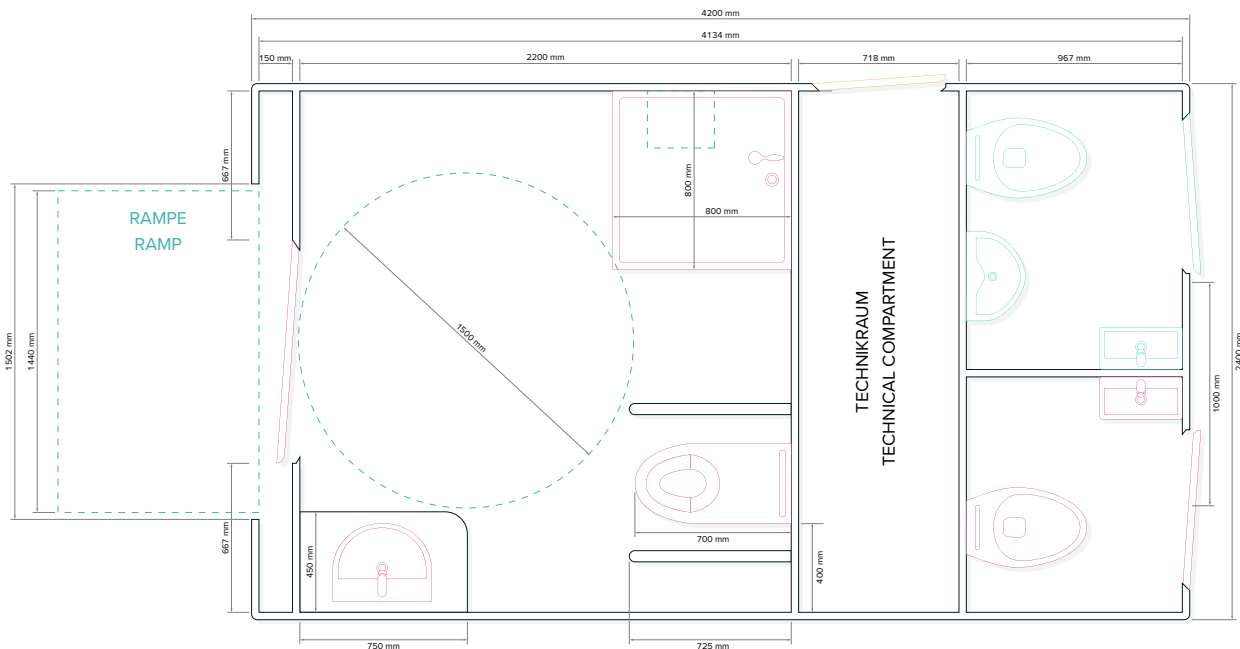 4200 mm
4134 mm
150 mm
2200 mm
718 mm
967 mm
667 mm
800 mm
800 mm
RAMPE
RAMP
1500 mm
1502 mm
1440 mm
TECHNIKRAUM
TECHNICAL COMPARTMENT
2400 mm
1000 mm
667 mm
450 mm
700 mm
400 mm
750 mm
725 mm